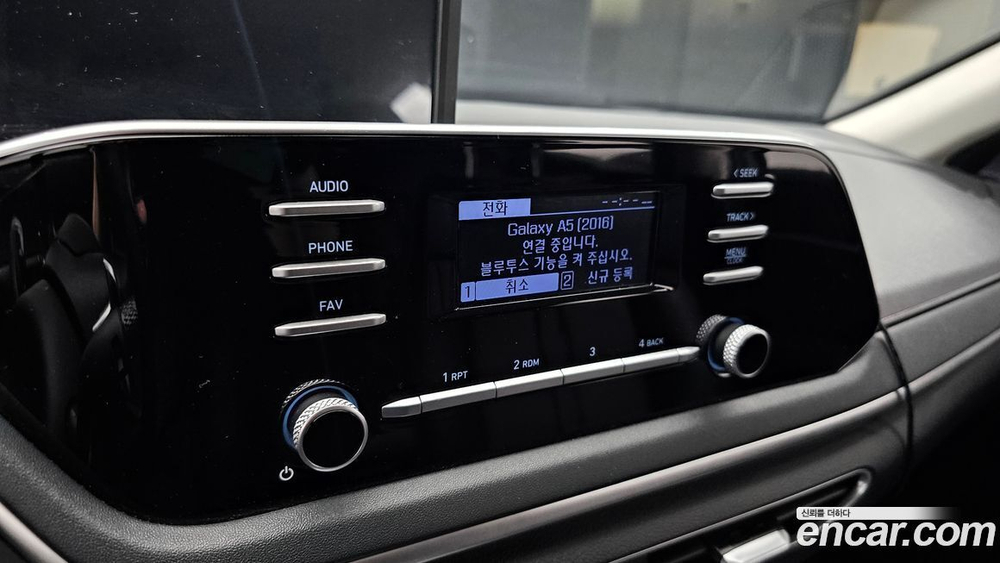 AUDIO
PHONE
FAV
전화
--:--
Galaxy A5 (2016)
연결 중입니다.
블루투스 기능을 켜 주십시오.
1 취소 2 신규 등록
< SEEK
TRACK >
MENU
CLOCK
1 RPT
2 RDM
3
4 BACK
신뢰를 더하다
encar.com